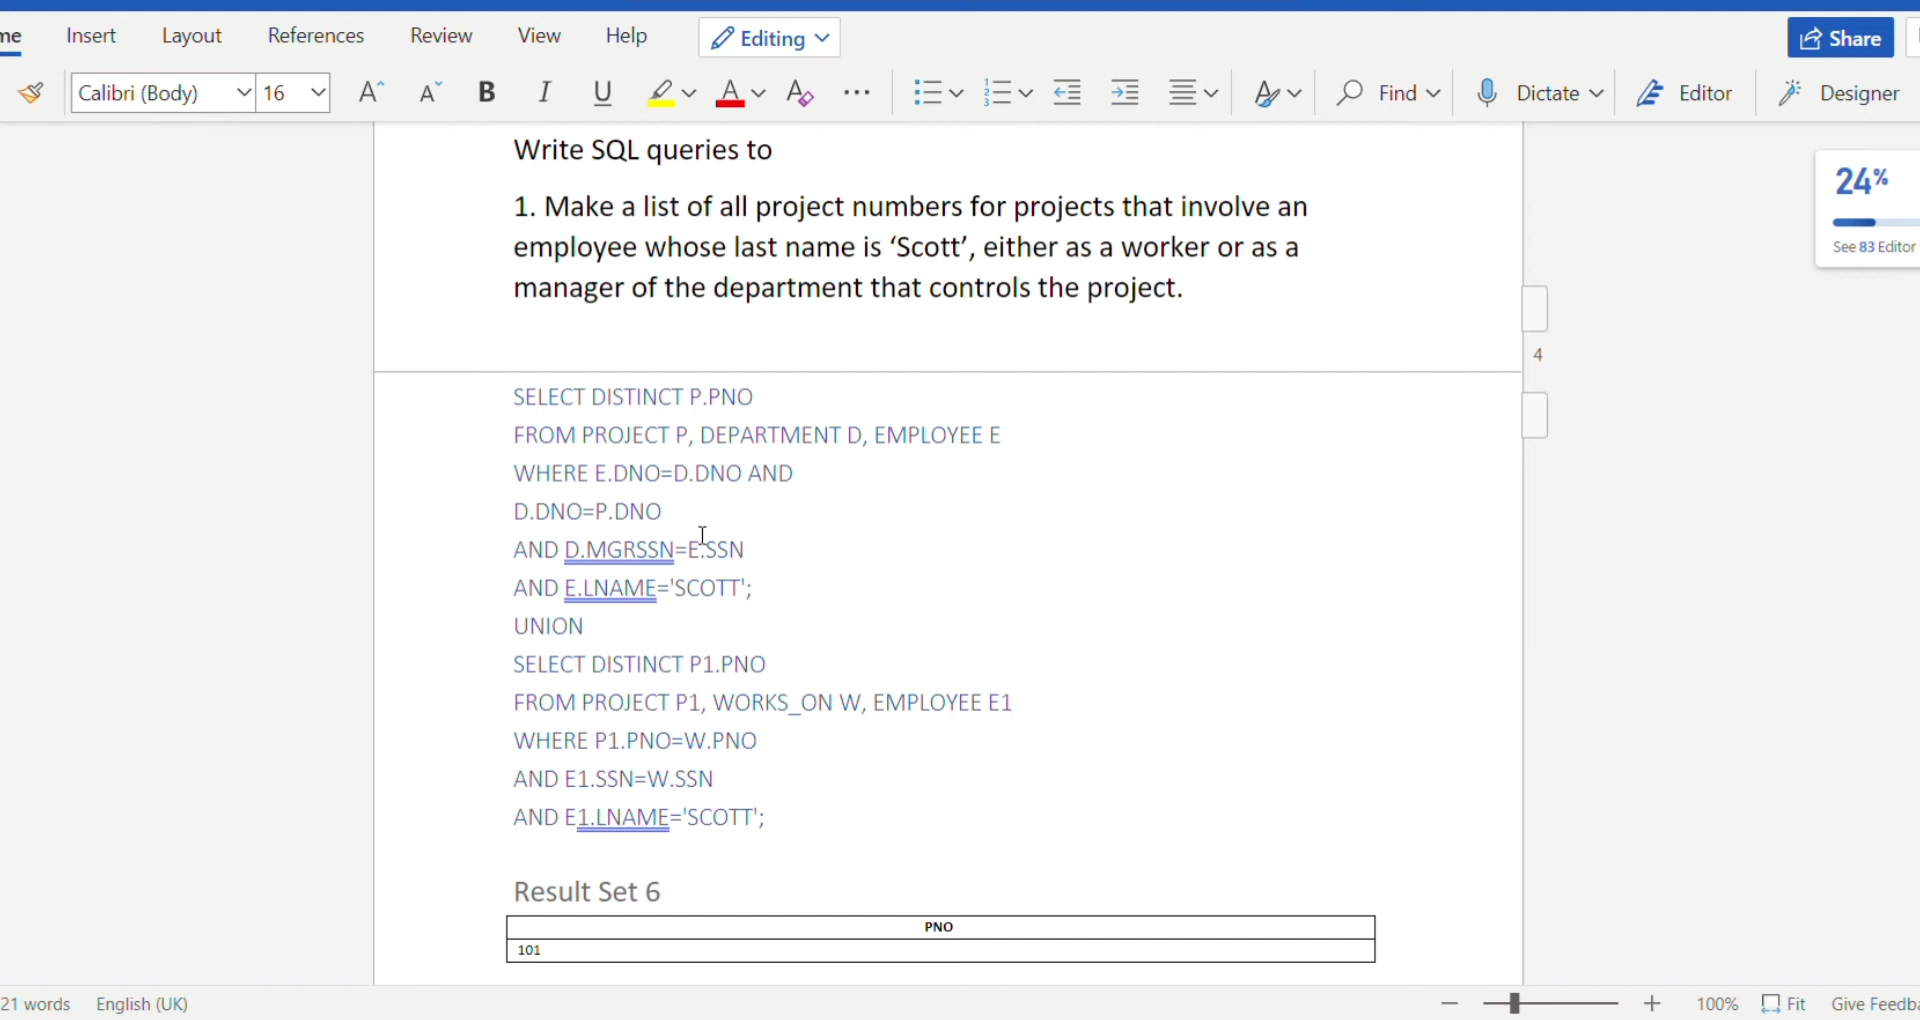 me Insert Layout References Review View Help Editing Share
Calibri (Body) 16 A A B I U A A ... Find Dictate Editor Designer
Write SQL queries to
1. Make a list of all project numbers for projects that involve an
employee whose last name is ‘Scott’, either as a worker or as a
manager of the department that controls the project.
24%
See 83 Editor
4
SELECT DISTINCT P.PNO
FROM PROJECT P, DEPARTMENT D, EMPLOYEE E
WHERE E.DNO=D.DNO AND
D.DNO=P.DNO
AND D.MGRSSN=E.SSN
AND E.LNAME='SCOTT';
UNION
SELECT DISTINCT P1.PNO
FROM PROJECT P1, WORKS_ON W, EMPLOYEE E1
WHERE P1.PNO=W.PNO
AND E1.SSN=W.SSN
AND E1.LNAME='SCOTT';
Result Set 6
PNO
101
21 words English (UK) 100% Fit Give Feedba